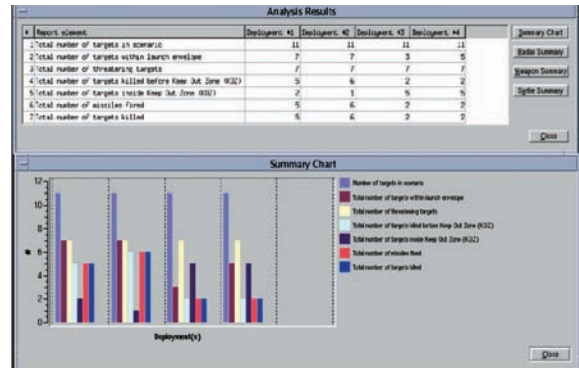 Analysis Results
# Report element Deployment #1 Deployment #2 Deployment #3 Deployment #4
1 Total number of targets in scenario 11 11 11 11
2 Total number of targets within launch envelope 7 7 3 5
3 Total number of threatening targets 7 7 7 7
4 Total number of targets killed before Keep Out Zone (KOZ) 5 6 2 2
5 Total number of targets inside Keep Out Zone (KOZ) 2 1 5 5
6 Total number of missiles fired 5 6 2 2
7 Total number of targets killed 5 6 2 2
Summary Chart
Radar Summary
Weapon Summary
Sortie Summary
Close
Summary Chart
12
10
8
6
4
2
0
#
Deployment(s)
Number of targets in scenario
Total number of targets within launch envelope
Total number of threatening targets
Total number of targets killed before Keep Out Zone (KOZ)
Total number of targets inside Keep Out Zone (KOZ)
Total number of missiles fired
Total number of targets killed
Close